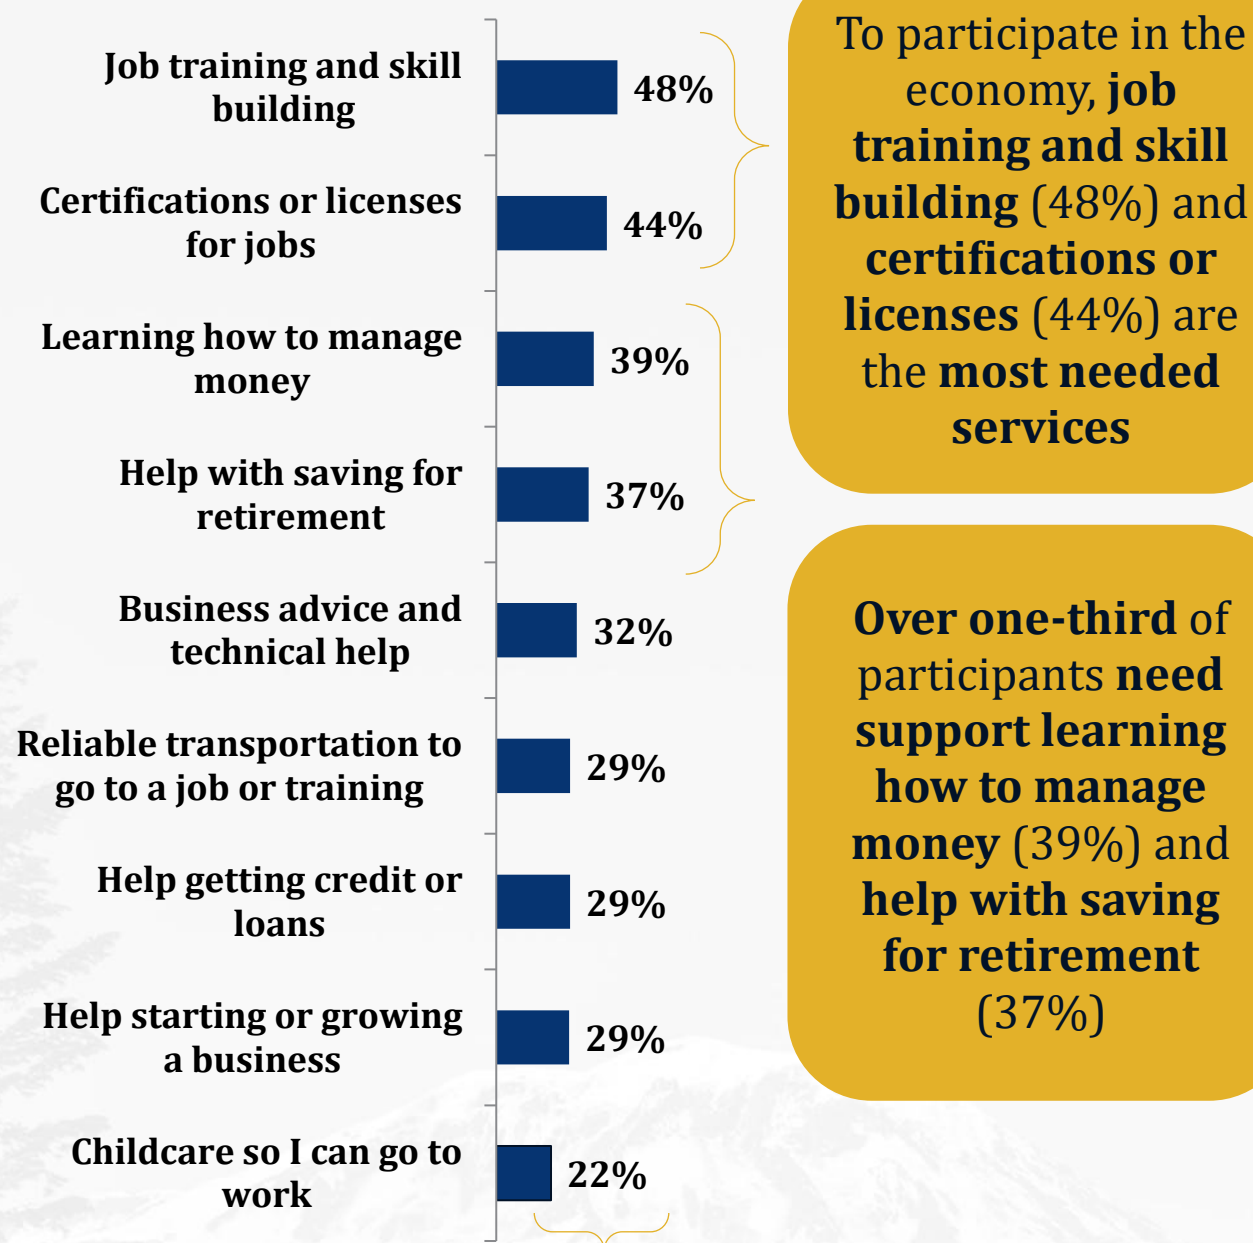 Job training and skill
building
48%
Certifications or licenses
for jobs
44%
Learning how to manage
money
39%
Help with saving for
retirement
37%
Business advice and
technical help
32%
Reliable transportation to
go to a job or training
29%
Help getting credit or
loans
29%
Help starting or growing
a business
29%
Childcare so I can go to
work
22%
To participate in the
economy, job
training and skill
building (48%) and
certifications or
licenses (44%) are
the most needed
services
Over one-third of
participants need
support learning
how to manage
money (39%) and
help with saving
for retirement
(37%)